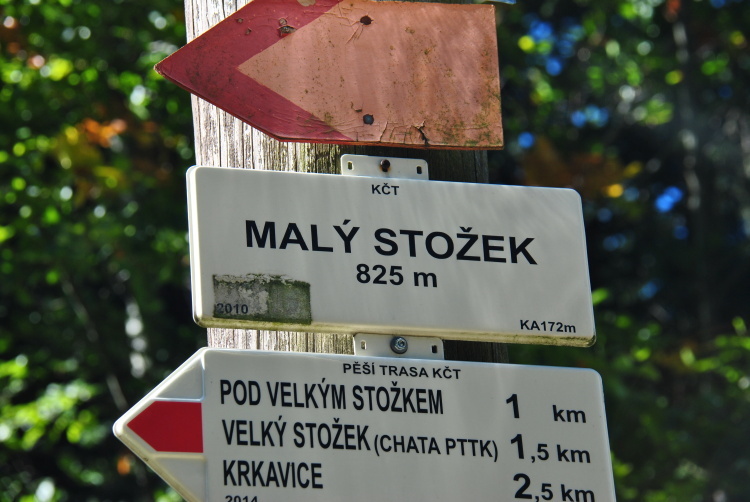 KČT
MALÝ STOŽEK
825 m
2010
KA172m
PĚŠÍ TRASA KČT
POD VELKÝM STOŽKEM 1 km
VELKÝ STOŽEK (CHATA PTTK) 1,5 km
KRKAVICE 2,5 km
2014